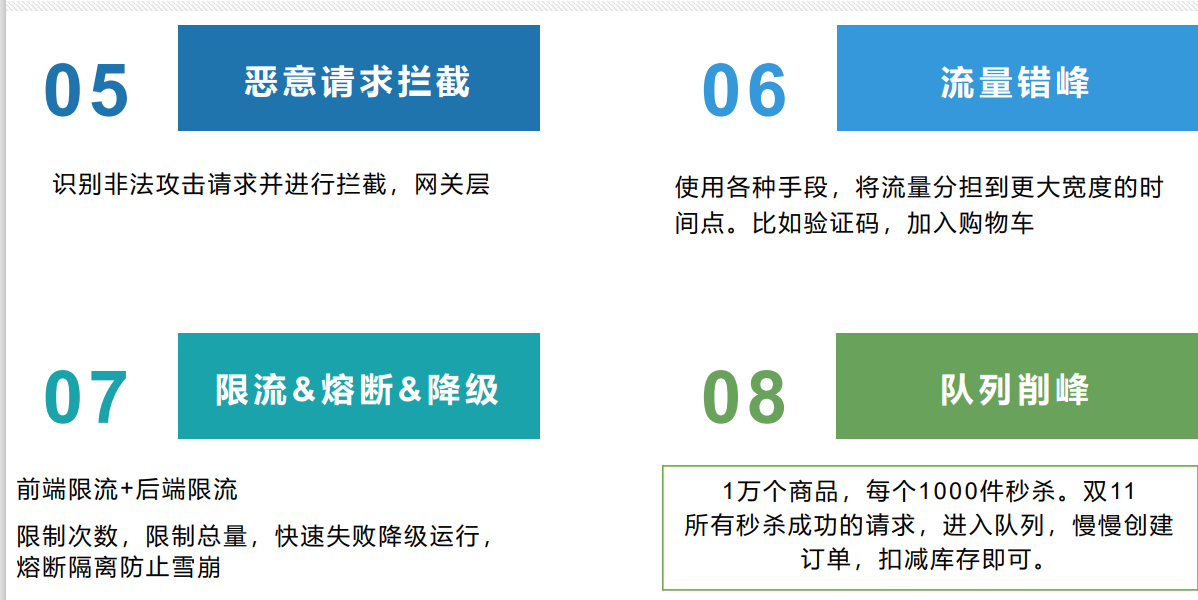 05
恶意请求拦截
识别非法攻击请求并进行拦截，网关层
06
流量错峰
使用各种手段，将流量分担到更大宽度的时
间点。比如验证码，加入购物车
07
限流&熔断&降级
前端限流+后端限流
限制次数，限制总量，快速失败降级运行，
熔断隔离防止雪崩
08
队列削峰
1万个商品，每个1000件秒杀。双11
所有秒杀成功的请求，进入队列，慢慢创建
订单，扣减库存即可。